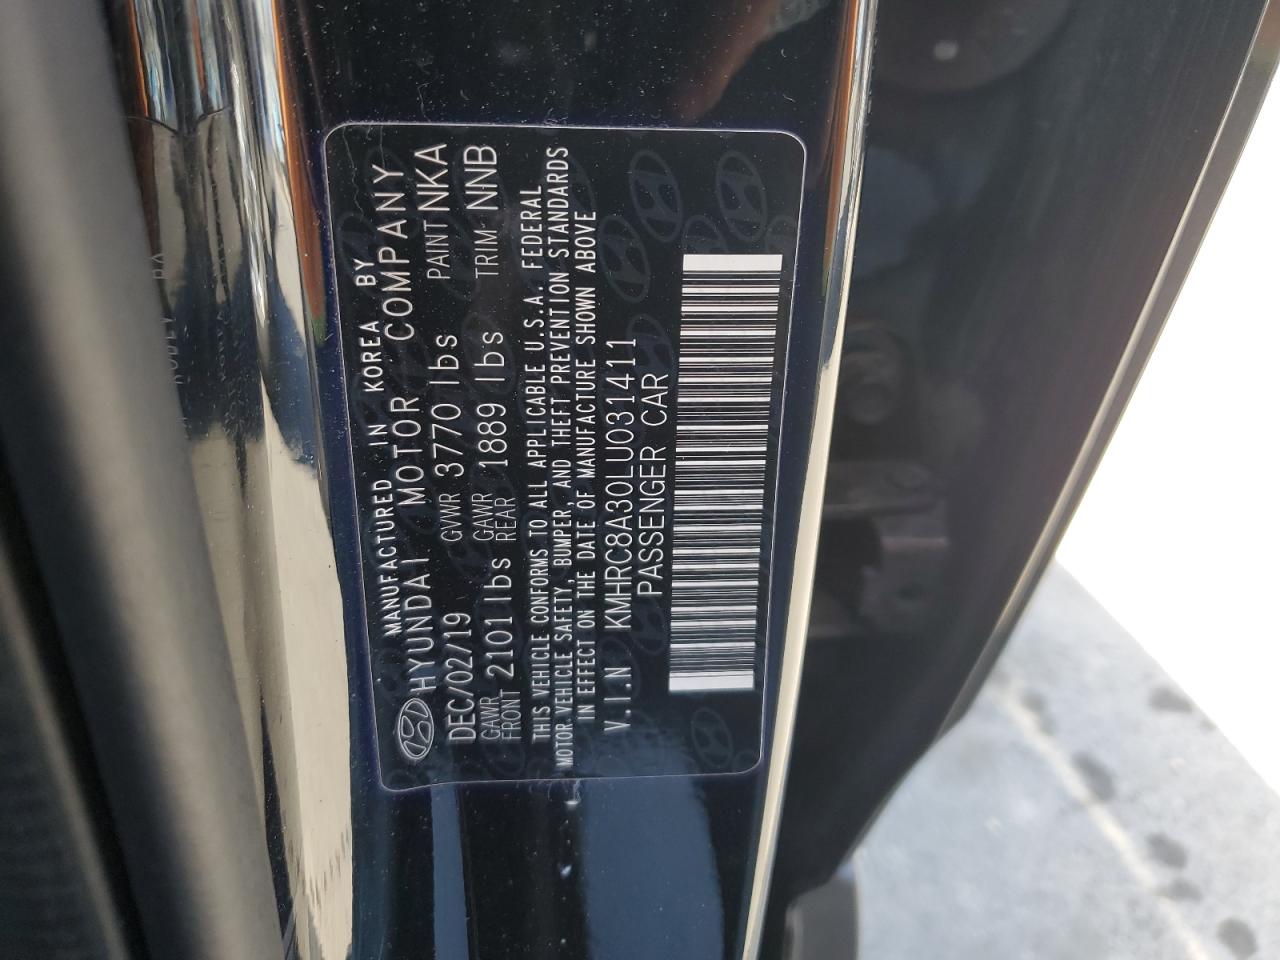 MANUFACTURED IN KOREA BY
HYUNDAI MOTOR COMPANY
DEC/02/19 GVWR 3770 lbs PAINT NKA
GAWR FRONT 2101 lbs GAWR REAR 1889 lbs TRIM NNB
THIS VEHICLE CONFORMS TO ALL APPLICABLE U.S.A. FEDERAL
MOTOR VEHICLE SAFETY, BUMPER, AND THEFT PREVENTION STANDARDS
IN EFFECT ON THE DATE OF MANUFACTURE SHOWN ABOVE
V.I.N KMHRC8A30LU031411
PASSENGER CAR